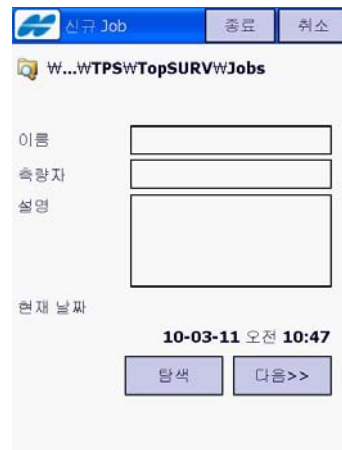 신규 Job 종료 취소
₩...₩TPS₩TopSURV₩Jobs
이름
측량자
설명
현재 날짜
10-03-11 오전 10:47
탐색 다음>>